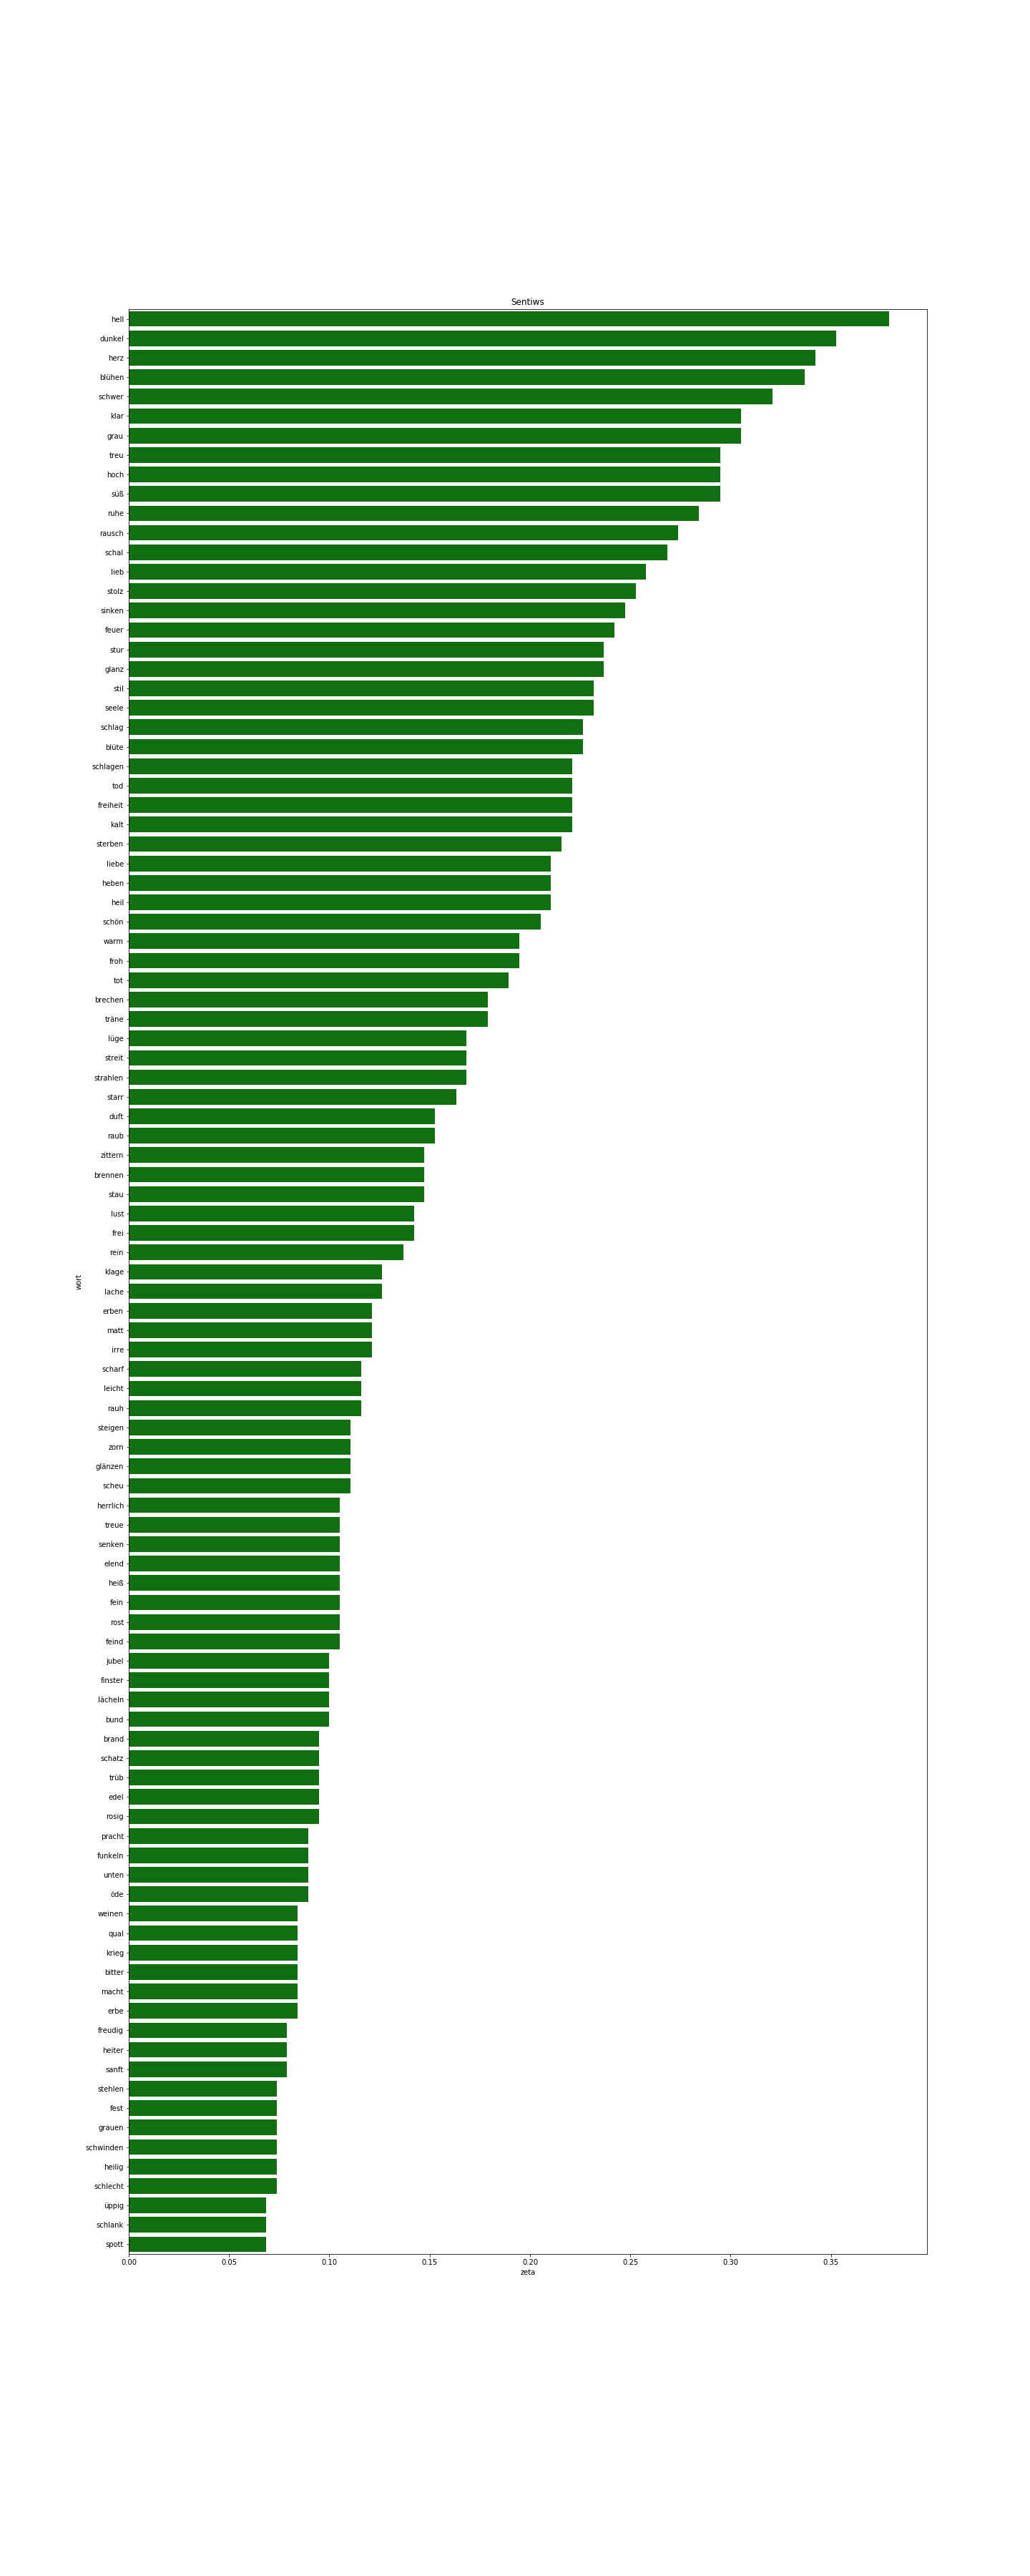 Sentiws
hell
dunkel
herz
blühen
schwer
klar
grau
treu
hoch
süß
ruhe
rausch
schal
lieb
stolz
sinken
feuer
stur
glanz
stil
seele
schlag
blüte
schlagen
tod
freiheit
kalt
sterben
liebe
heben
heil
schön
warm
froh
tot
brechen
träne
lüge
streit
strahlen
starr
duft
raub
zittern
brennen
stau
lust
frei
rein
klage
wort
lache
erben
matt
irre
scharf
leicht
rauh
steigen
zorn
glänzen
scheu
herrlich
treue
senken
elend
heiß
fein
rost
feind
jubel
finster
lächeln
bund
brand
schatz
trüb
edel
rosig
pracht
funkeln
unten
öde
weinen
qual
krieg
bitter
macht
erbe
freudig
heiter
sanft
stehlen
fest
grauen
schwinden
heilig
schlecht
üppig
schlank
spott
0.00 0.05 0.10 0.15 0.20 0.25 0.30 0.35
zeta